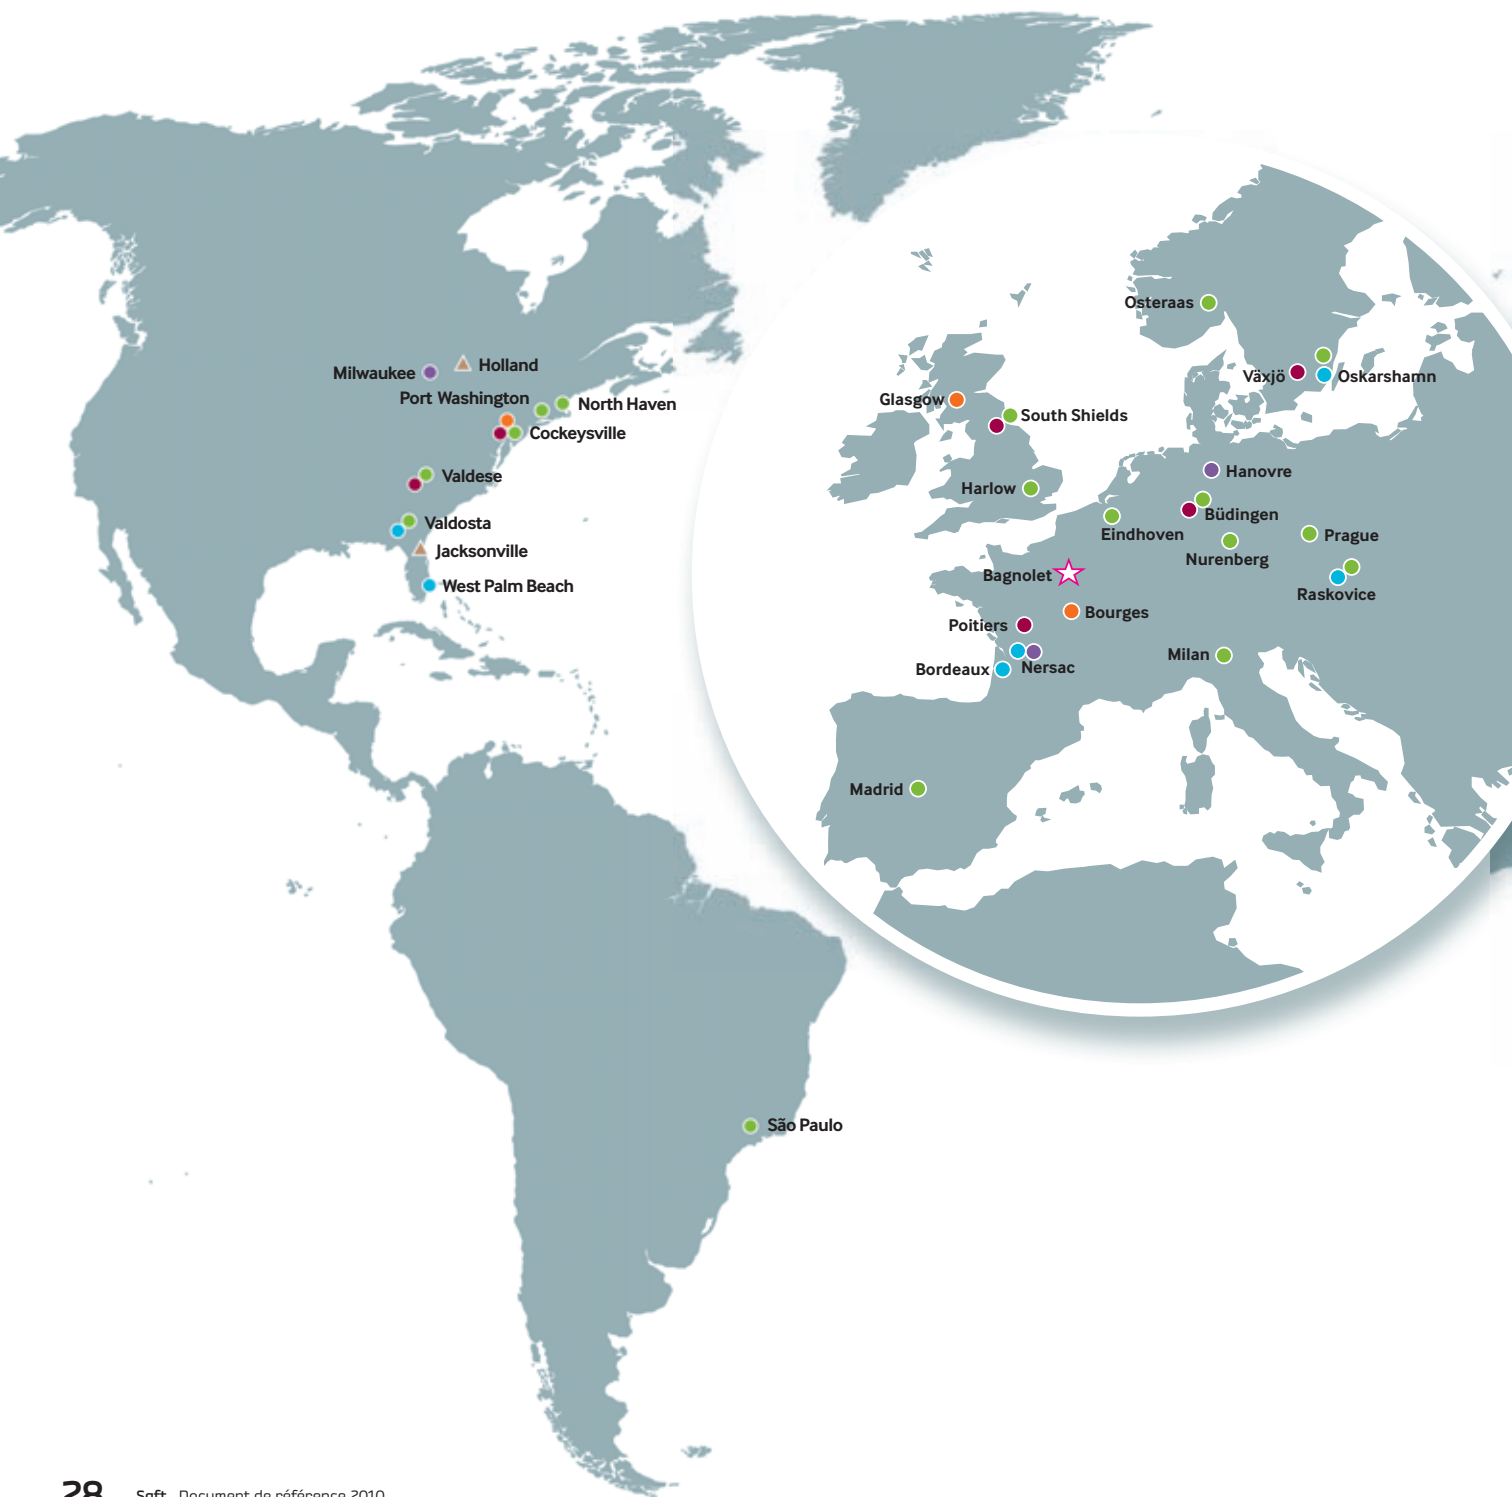 Milwaukee
Holland
Port Washington
North Haven
Cockeysville
Valdese
Valdosta
Jacksonville
West Palm Beach
São Paulo
Osteraas
Växjö
Oskarshamn
Glasgow
South Shields
Hanovre
Harlow
Büdingen
Eindhoven
Prague
Nurenberg
Bagnolet
Raskovice
Bourges
Poitiers
Milan
Nersac
Bordeaux
Madrid
28 Saft Document de référence 2010